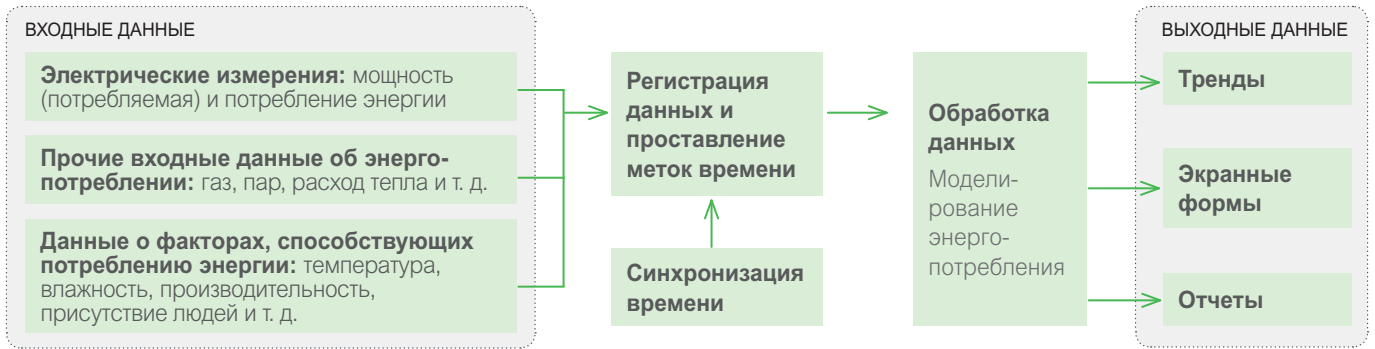 ВХОДНЫЕ ДАННЫЕ
Электрические измерения: мощность
(потребляемая) и потребление энергии
Прочие входные данные об энерго-
потреблении: газ, пар, расход тепла и т. д.
Данные о факторах, способствующих
потреблению энергии: температура,
влажность, производительность,
присутствие людей и т. д.
Регистрация
данных и
проставление
меток времени
Синхронизация
времени
Обработка
данных
Модели-
рование
энерго-
потребления
ВЫХОДНЫЕ ДАННЫЕ
Тренды
Экранные
формы
Отчеты